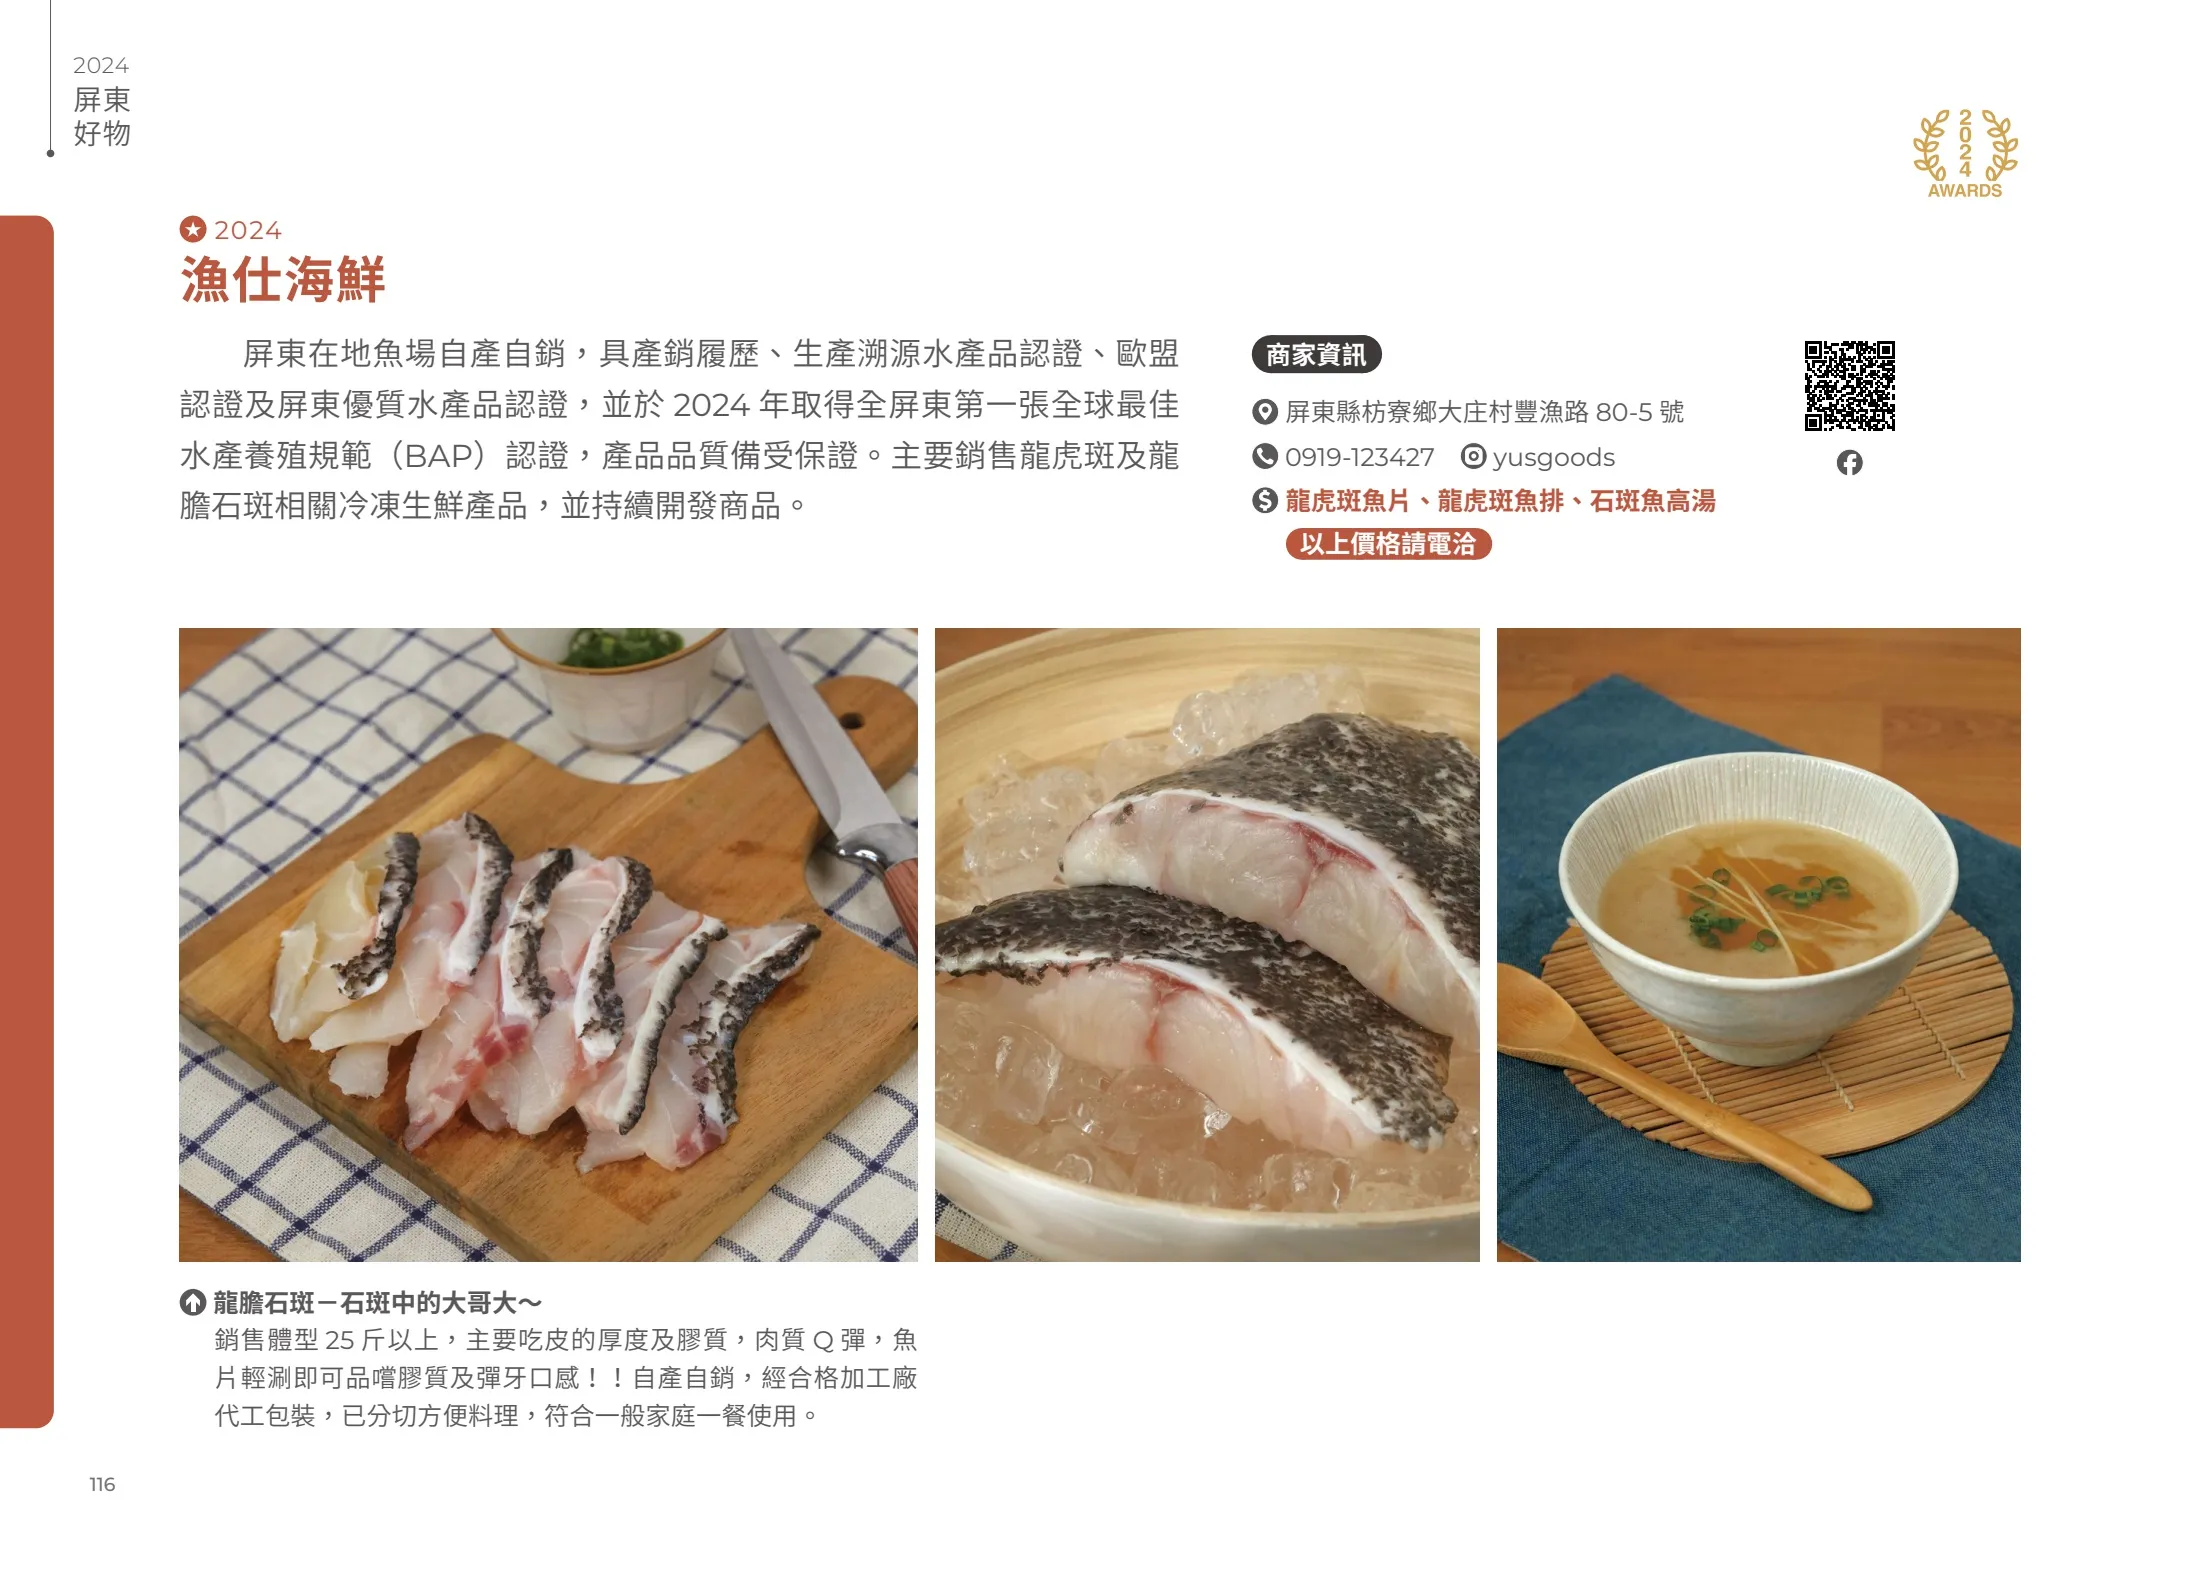 2024
屏東
好物
2024
AWARDS
2024
漁仕海鮮
屏東在地魚場自產自銷，具產銷履歷、生產溯源水產品認證、歐盟
認證及屏東優質水產品認證，並於 2024 年取得全屏東第一張全球最佳
水產養殖規範（BAP）認證，產品品質備受保證。主要銷售龍虎斑及龍
膽石斑相關冷凍生鮮產品，並持續開發商品。
商家資訊
屏東縣枋寮鄉大庄村豐漁路 80-5 號
0919-123427 yusgoods
龍虎斑魚片、龍虎斑魚排、石斑魚高湯
以上價格請電洽
龍膽石斑－石斑中的大哥大～
銷售體型 25 斤以上，主要吃皮的厚度及膠質，肉質 Q 彈，魚
片輕涮即可品嚐膠質及彈牙口感！！自產自銷，經合格加工廠
代工包裝，已分切方便料理，符合一般家庭一餐使用。
116